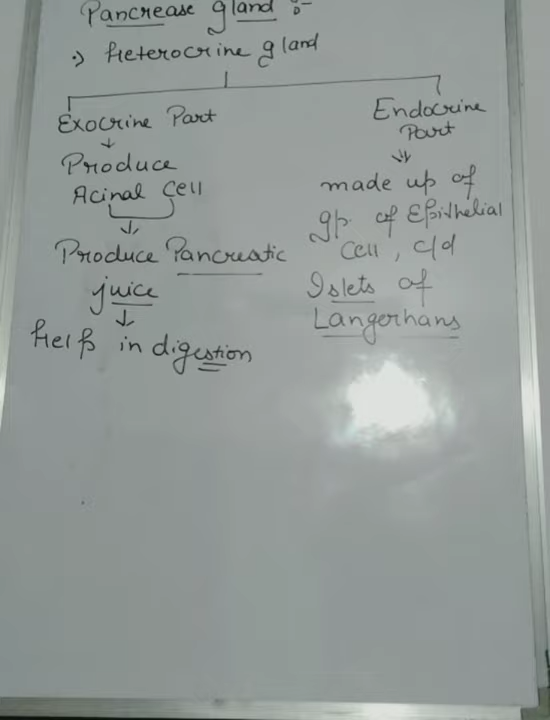 Pancrease gland :-
•) Heterocrine gland
Exocrine Part
Produce
Acinal Cell
Produce Pancreatic
juice
Help in digestion
Endocrine
Part
made up of
gp. of Epithelial
Cell, c/d
Islets of
Langerhans